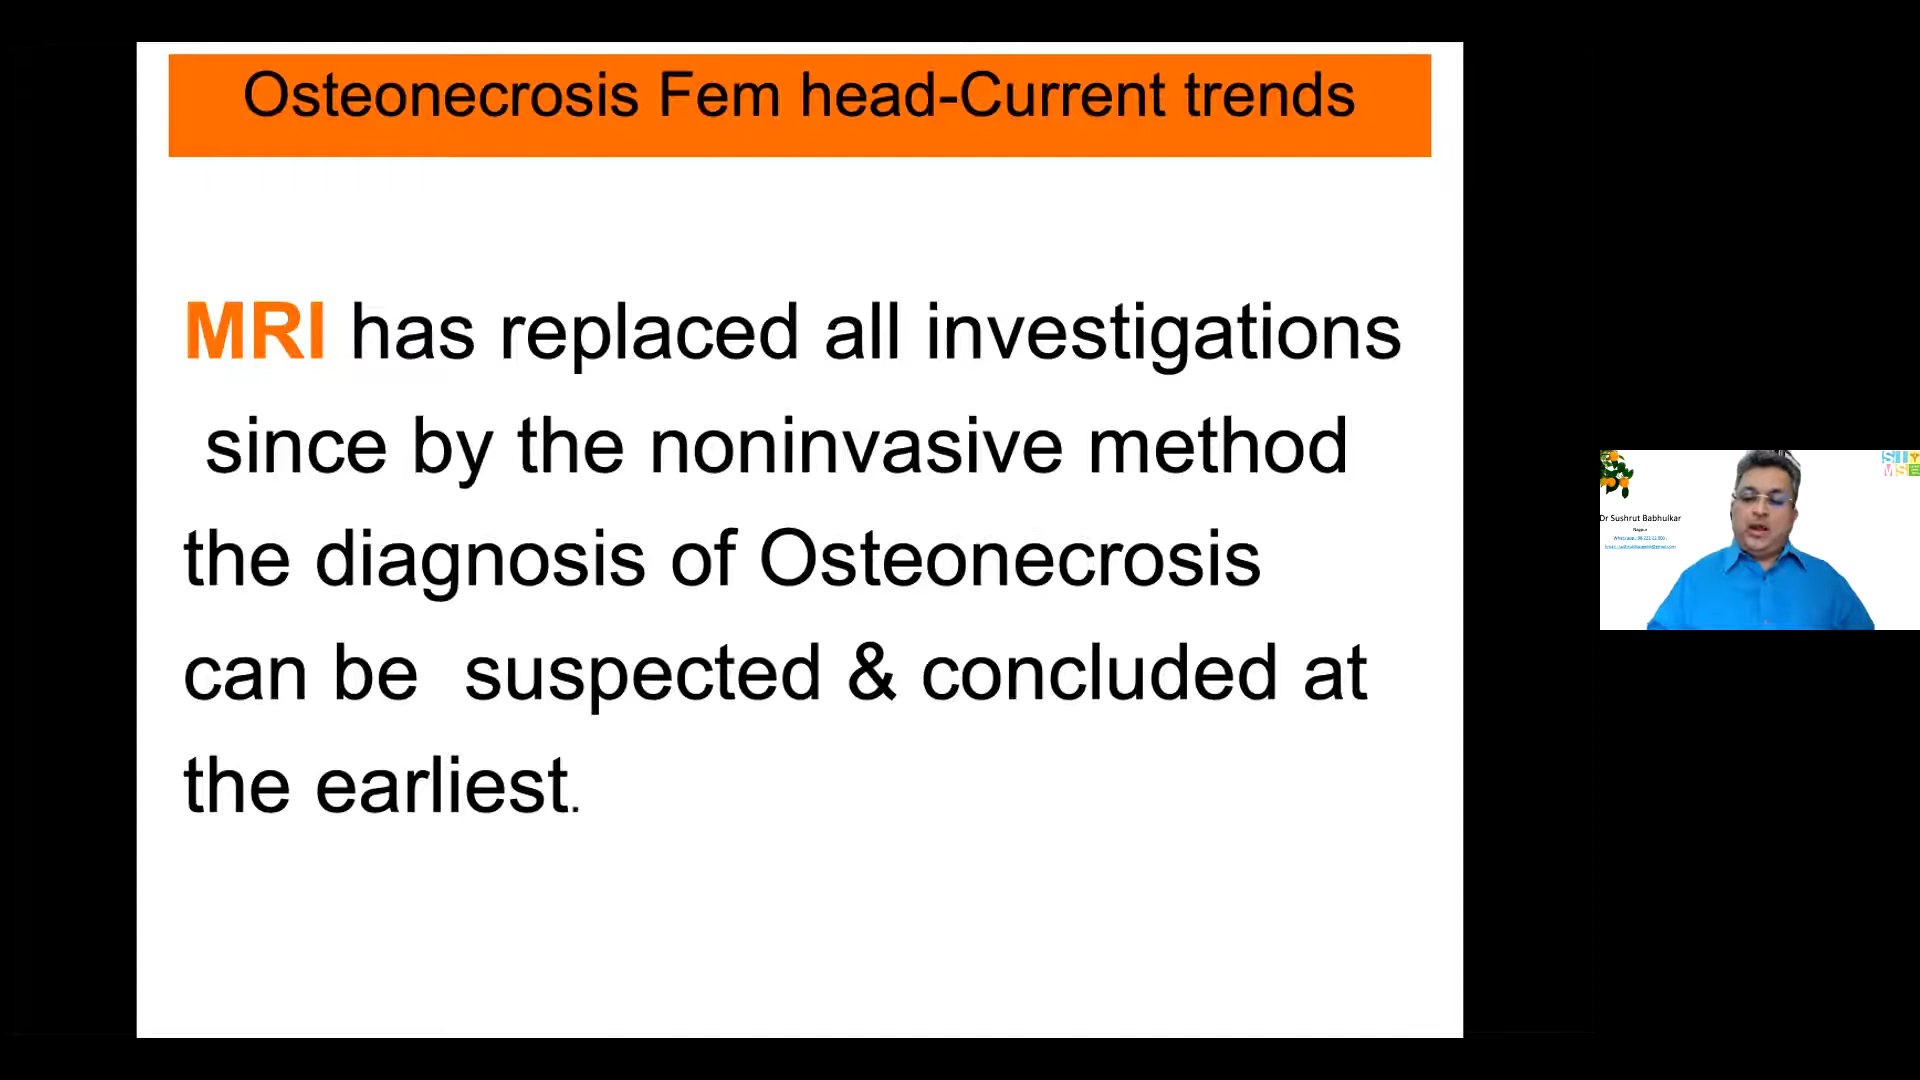 Osteonecrosis Fem head-Current trends
MRI has replaced all investigations
since by the noninvasive method
the diagnosis of Osteonecrosis
can be suspected & concluded at
the earliest.
Dr Sushrut Babhulkar
Nagpur